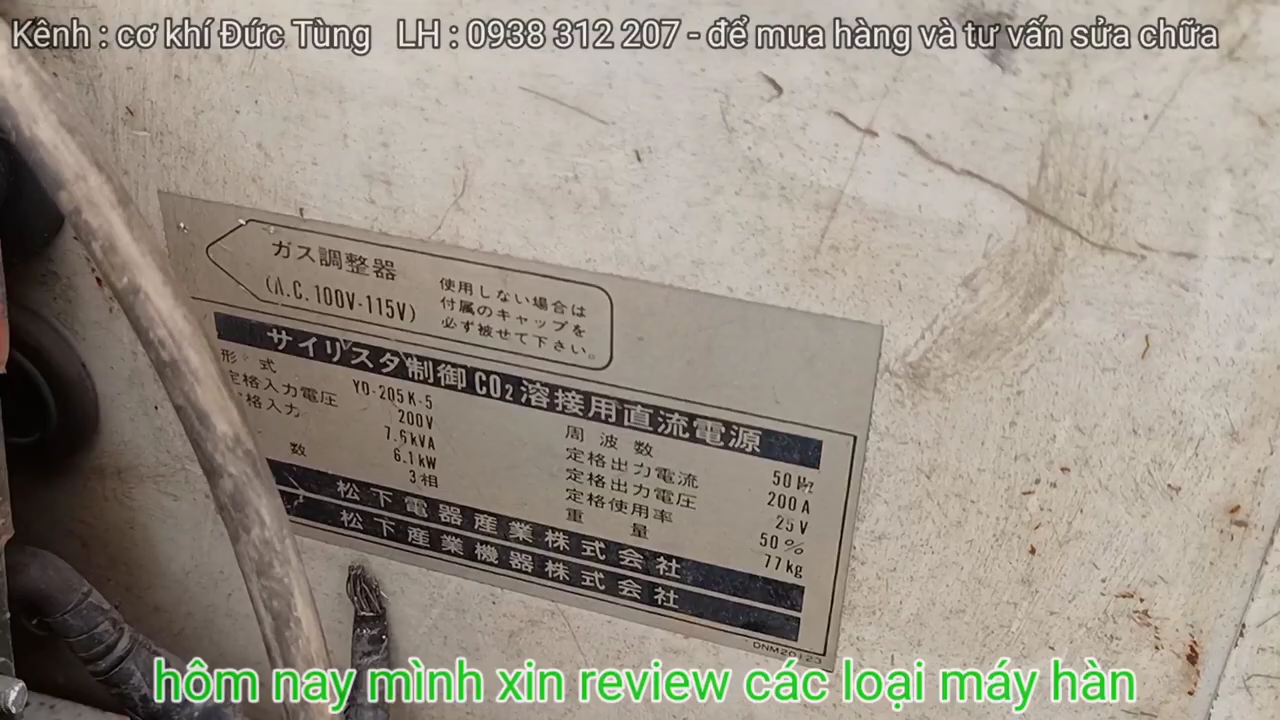 Kênh : cơ khí Đức Tùng LH : 0938 312 207 - để mua hàng và tư vấn sửa chữa
ガス調整器
(A.C. 100V-115V)
使用しない場合は
付属のキャップを
必ず被せて下さい。
サイリスタ制御CO2溶接用直流電源
形 式 YD-205K-5
定格入力電圧 200V
格入力 7.6kVA
6.1kW
数 3相
周波数 50Hz
定格出力電流 200A
定格出力電圧 25V
定格使用率 50%
重量 77kg
松下電器産業株式会社
松下産業機器株式会社
DNM20123
hôm nay mình xin review các loại máy hàn